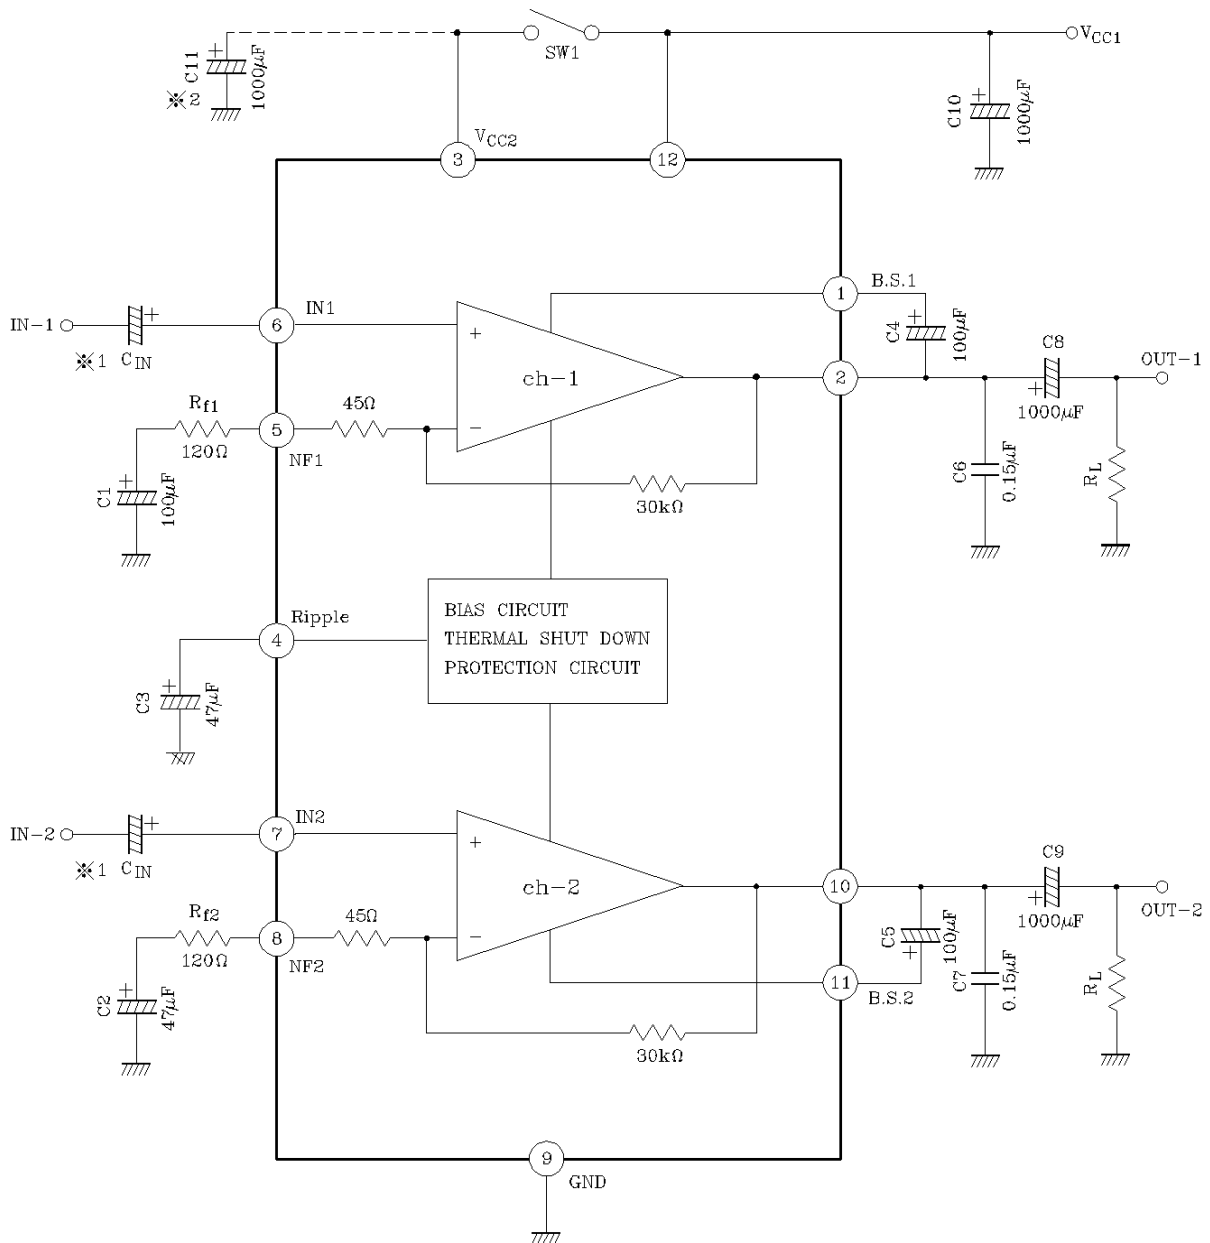 C11
1000µF
※2
SW1
VCC1
C10
1000µF
3
VCC2
12
B.S.1
1
IN-1
※1
CIN
6
IN1
+
ch-1
−
C4
100µF
2
C8
1000µF
OUT-1
Rf1
120Ω
5
NF1
45Ω
30kΩ
C1
100µF
C6
0.15µF
RL
Ripple
4
BIAS CIRCUIT
THERMAL SHUT DOWN
PROTECTION CIRCUIT
C3
47µF
IN-2
※1
CIN
7
IN2
+
ch-2
−
10
C9
1000µF
OUT-2
Rf2
120Ω
8
NF2
45Ω
30kΩ
C5
100µF
11
B.S.2
C7
0.15µF
RL
C2
47µF
9
GND